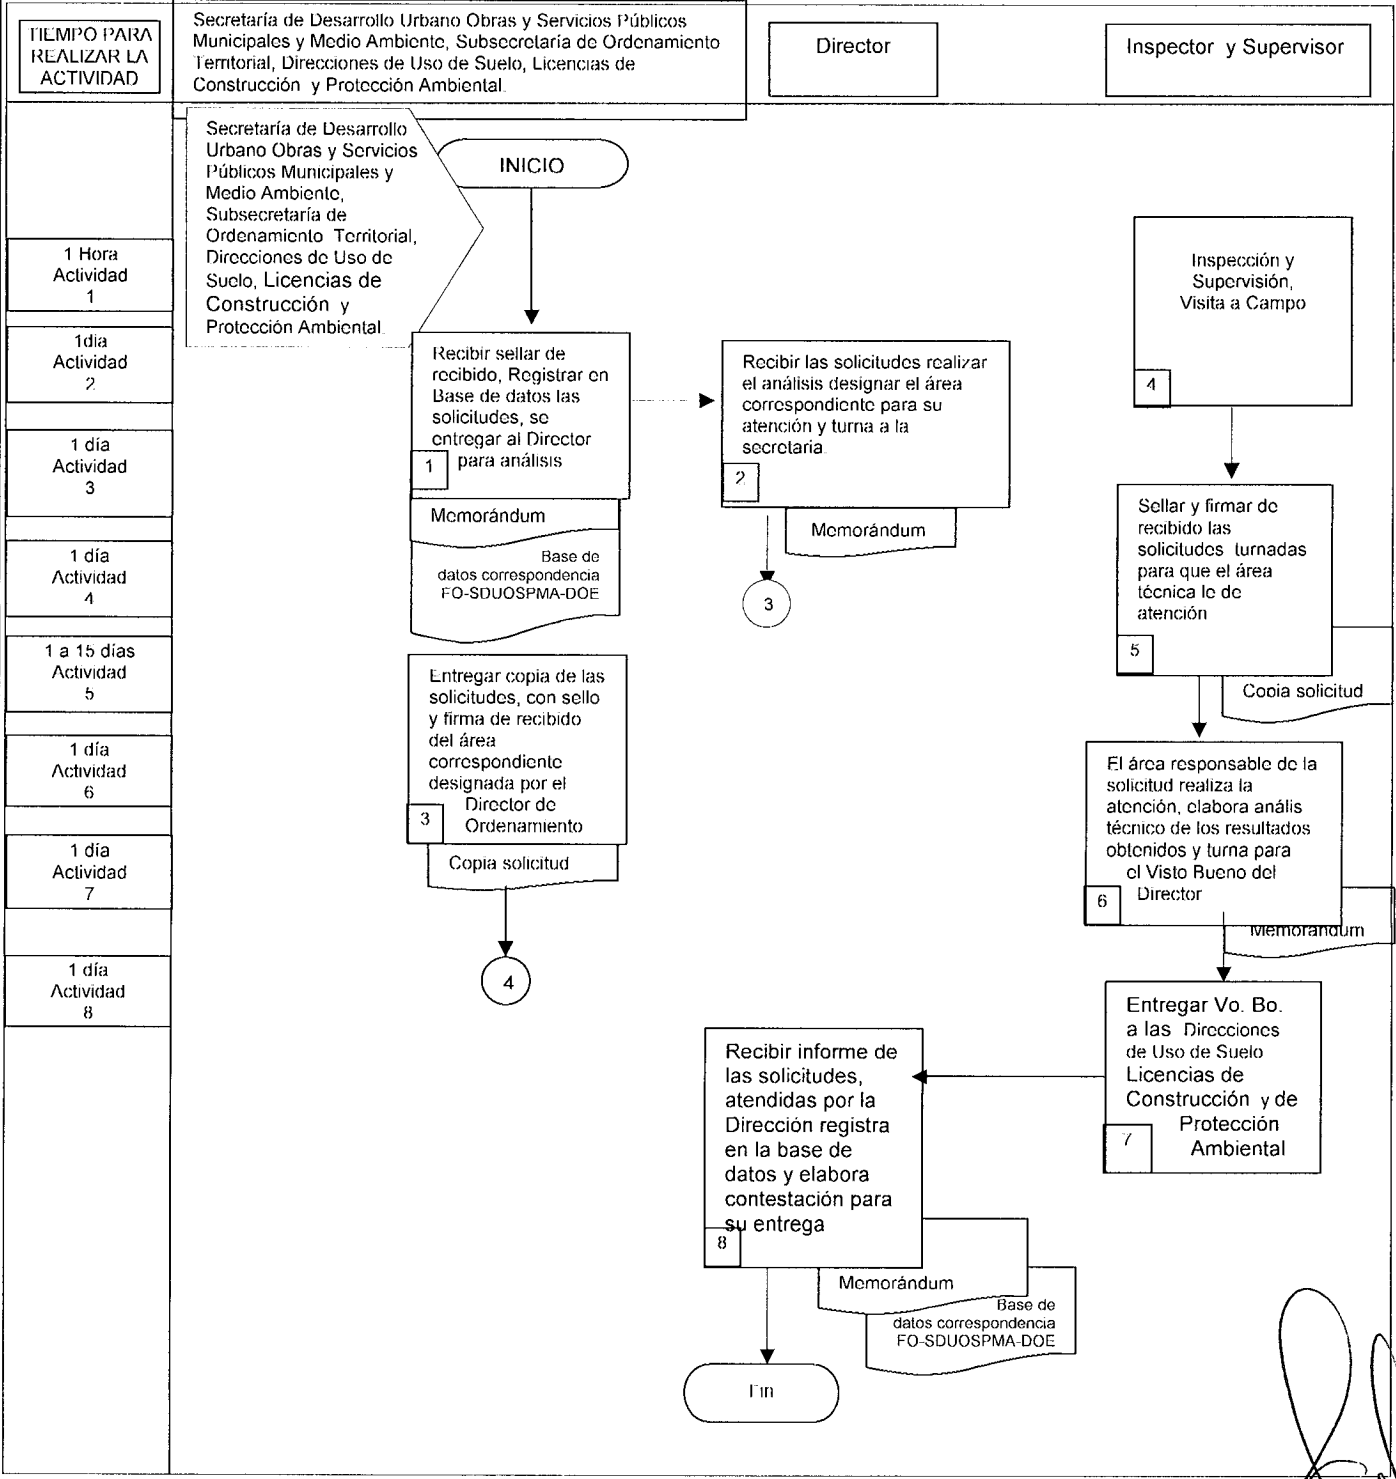 TIEMPO PARA
REALIZAR LA
ACTIVIDAD
Secretaría de Desarrollo Urbano Obras y Servicios Públicos
Municipales y Medio Ambiente, Subsecretaría de Ordenamiento
Territorial, Direcciones de Uso de Suelo, Licencias de
Construcción y Protección Ambiental.
Director
Inspector y Supervisor
Secretaría de Desarrollo
Urbano Obras y Servicios
Públicos Municipales y
Medio Ambiente,
Subsecretaría de
Ordenamiento Territorial,
Direcciones de Uso de
Suelo, Licencias de
Construcción y
Protección Ambiental.
INICIO
1 Hora
Actividad
1
1dia
Actividad
2
1 día
Actividad
3
1 día
Actividad
4
1 a 15 días
Actividad
5
1 día
Actividad
6
1 día
Actividad
7
1 día
Actividad
8
Recibir sellar de
recibido, Registrar en
Base de datos las
solicitudes, se
entregar al Director
para análisis
1
Memorándum
Base de
datos correspondencia
FO-SDUOSPMA-DOE
Recibir las solicitudes realizar
el análisis designar el área
correspondiente para su
atención y turna a la
secretaria.
2
Memorándum
3
Entregar copia de las
solicitudes, con sello
y firma de recibido
del área
correspondiente
designada por el
Director de
Ordenamiento
3
Copia solicitud
4
Inspección y
Supervisión,
Visita a Campo
4
Sellar y firmar de
recibido las
solicitudes turnadas
para que el área
técnica le de
atención
5
Copia solicitud
El área responsable de la
solicitud realiza la
atención, elabora anális
técnico de los resultados
obtenidos y turna para
el Visto Bueno del
Director
6
Memorándum
Entregar Vo. Bo.
a las Direcciones
de Uso de Suelo
Licencias de
Construcción y de
Protección
Ambiental
7
Recibir informe de
las solicitudes,
atendidas por la
Dirección registra
en la base de
datos y elabora
contestación para
su entrega
8
Memorándum
Base de
datos correspondencia
FO-SDUOSPMA-DOE
Fin